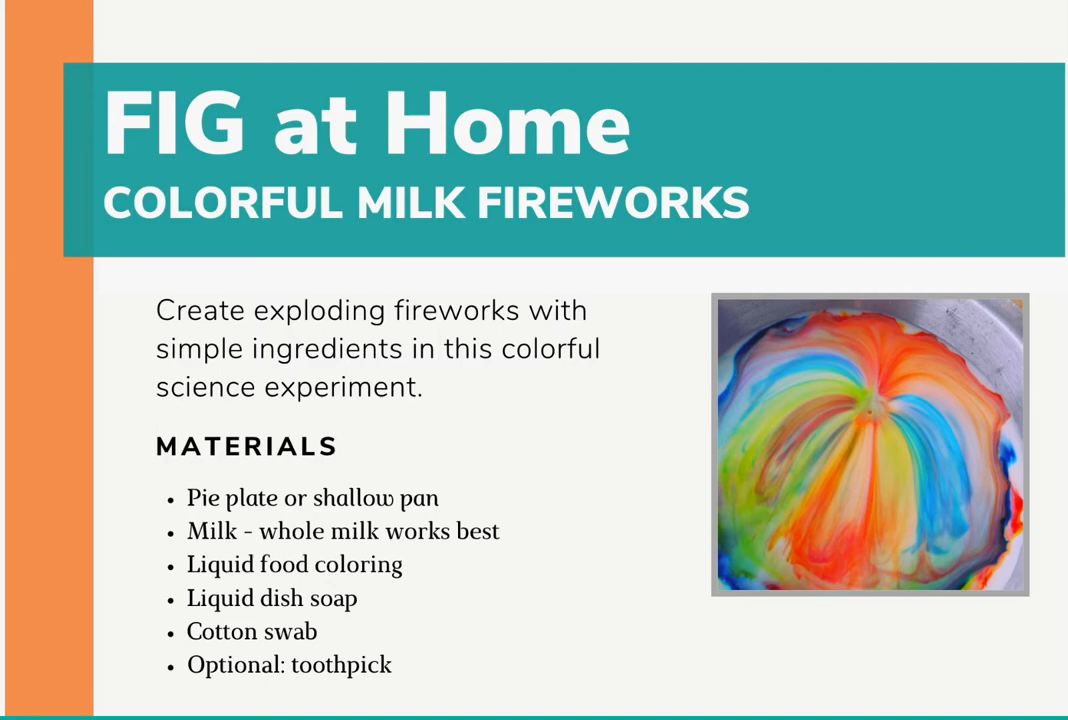 FIG at Home
COLORFUL MILK FIREWORKS
Create exploding fireworks with
simple ingredients in this colorful
science experiment.
MATERIALS
• Pie plate or shallow pan
• Milk - whole milk works best
• Liquid food coloring
• Liquid dish soap
• Cotton swab
• Optional: toothpick